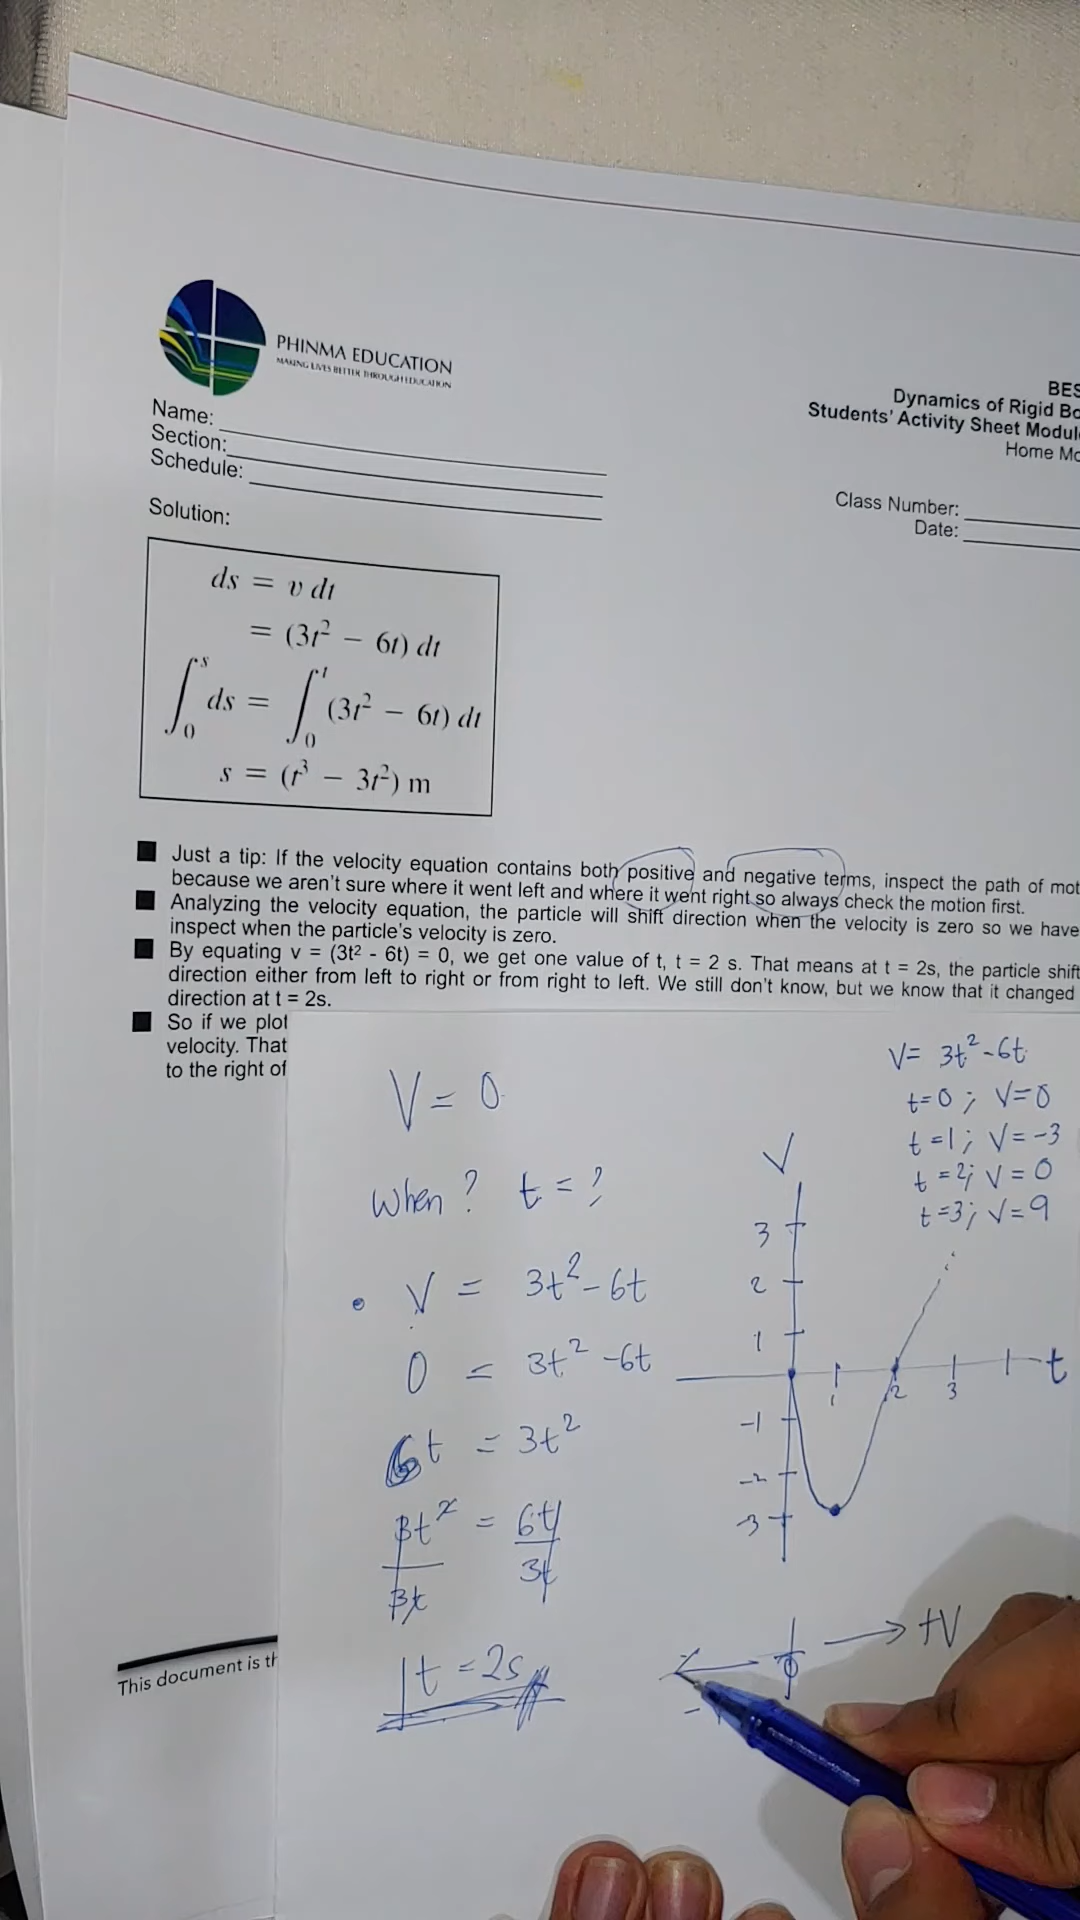 PHINMA EDUCATION
MAKING LIVES BETTER THROUGH EDUCATION
BES
Dynamics of Rigid Bo
Students' Activity Sheet Modul
Home Mo
Name:
Section:
Schedule:
Class Number:
Date:
Solution:
ds = v dt
= (3t² − 6t) dt
∫₀ˢ ds = ∫₀ᵗ (3t² − 6t) dt
s = (t³ − 3t²) m
■ Just a tip: If the velocity equation contains both positive and negative terms, inspect the path of mot
because we aren't sure where it went left and where it went right so always check the motion first.
■ Analyzing the velocity equation, the particle will shift direction when the velocity is zero so we have
inspect when the particle's velocity is zero.
■ By equating v = (3t² - 6t) = 0, we get one value of t, t = 2 s. That means at t = 2s, the particle shift
direction either from left to right or from right to left. We still don't know, but we know that it changed
direction at t = 2s.
■ So if we plot
velocity. That
to the right of
V = 0
When? t = ?
• V = 3t² - 6t
0 = 3t² - 6t
6t = 3t²
3t² = 6t
3t 3t
t = 2s
V = 3t² - 6t
t=0; V=0
t=1; V=-3
t=2; V=0
t=3; V=9
V
3
2
1
t
1 2 3
-1
-2
-3
0
+V
This document is th